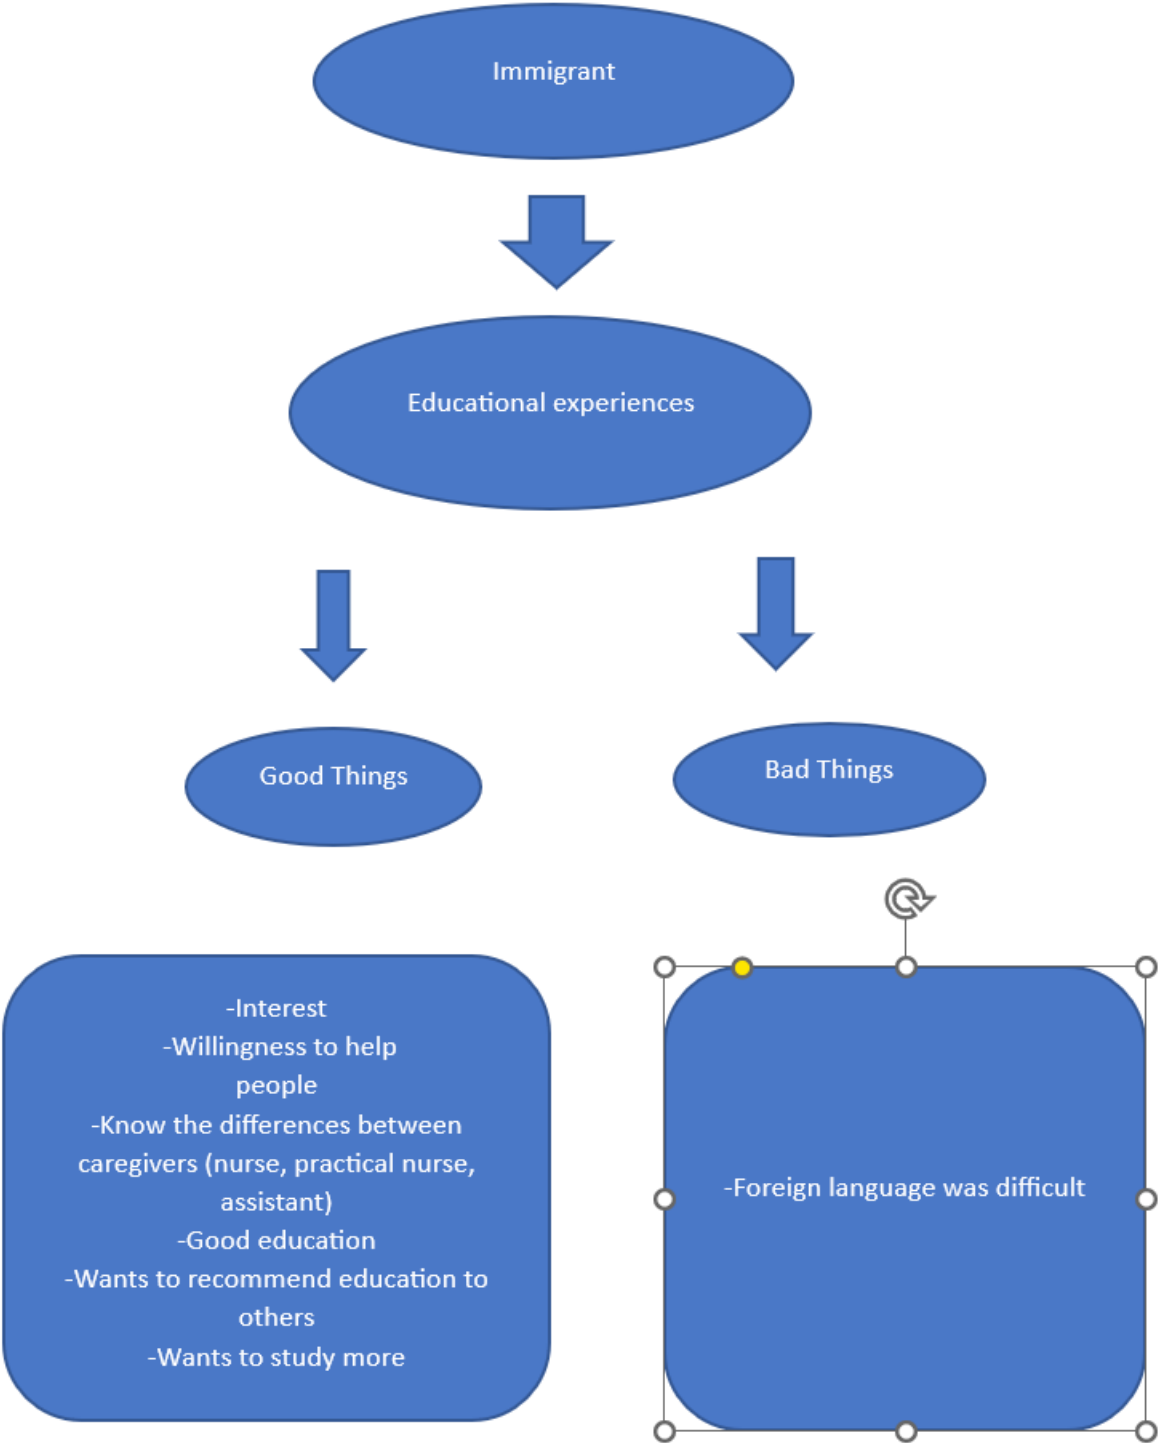 Immigrant
Educational experiences
Good Things
Bad Things
-Interest
-Willingness to help
people
-Know the differences between
caregivers (nurse, practical nurse,
assistant)
-Good education
-Wants to recommend education to
others
-Wants to study more
-Foreign language was difficult